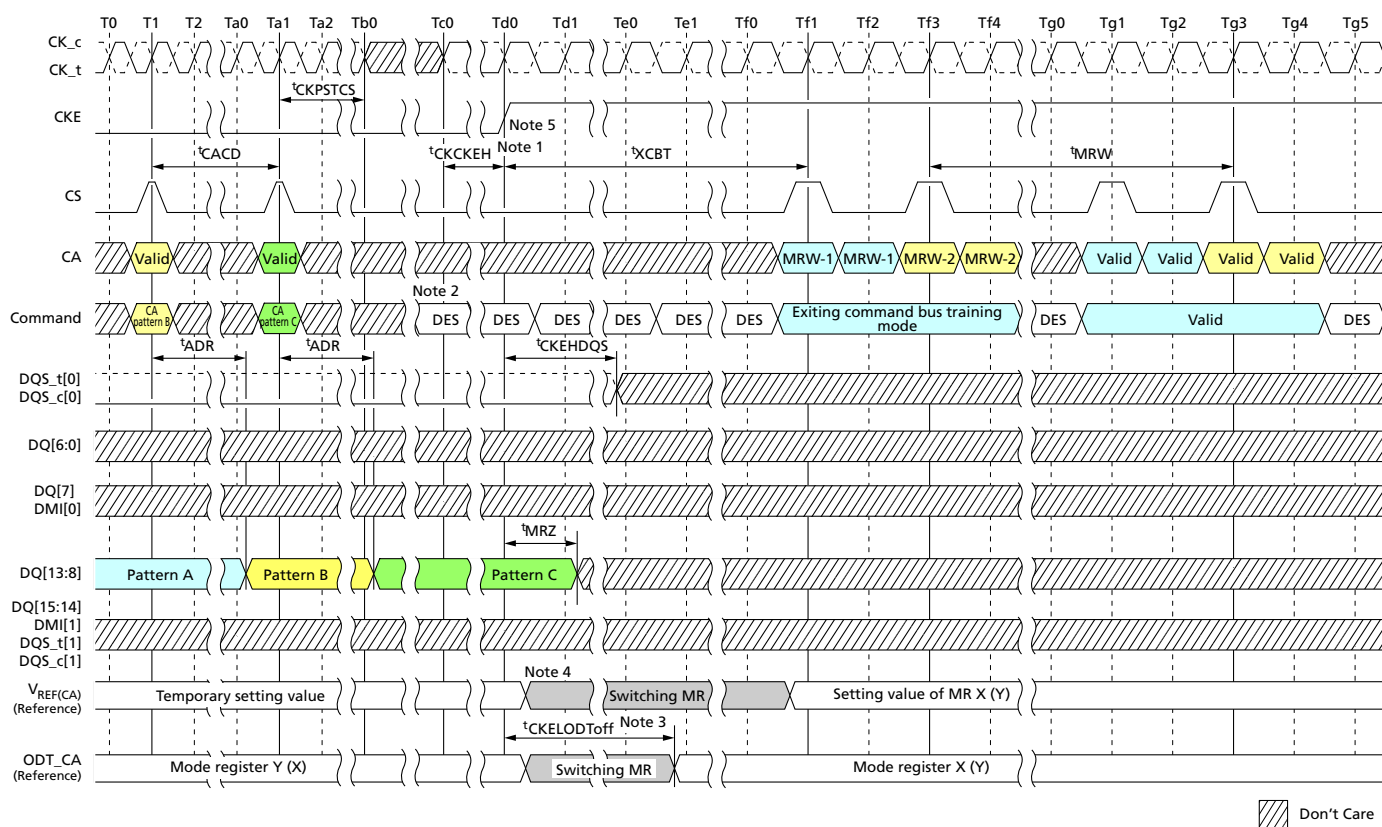 T0 T1 T2 Ta0 Ta1 Ta2 Tb0 Tc0 Td0 Td1 Te0 Te1 Tf0 Tf1 Tf2 Tf3 Tf4 Tg0 Tg1 Tg2 Tg3 Tg4 Tg5
CK_c
CK_t
tCKPSTCS
CKE
Note 5
Note 1
tCACD tCKCKEH tXCBT tMRW
CS
CA Valid Valid MRW-1 MRW-1 MRW-2 MRW-2 Valid Valid Valid Valid
Note 2
Command CA pattern B CA pattern C DES DES DES DES DES DES Exiting command bus training mode DES Valid DES
tADR tADR tCKEHDQS
DQS_t[0]
DQS_c[0]
DQ[6:0]
DQ[7]
DMI[0]
tMRZ
DQ[13:8] Pattern A Pattern B Pattern C
DQ[15:14]
DMI[1]
DQS_t[1]
DQS_c[1]
Note 4
VREF(CA)
(Reference)
Temporary setting value Switching MR Setting value of MR X (Y)
tCKELODToff Note 3
ODT_CA
(Reference)
Mode register Y (X) Switching MR Mode register X (Y)
Don't Care